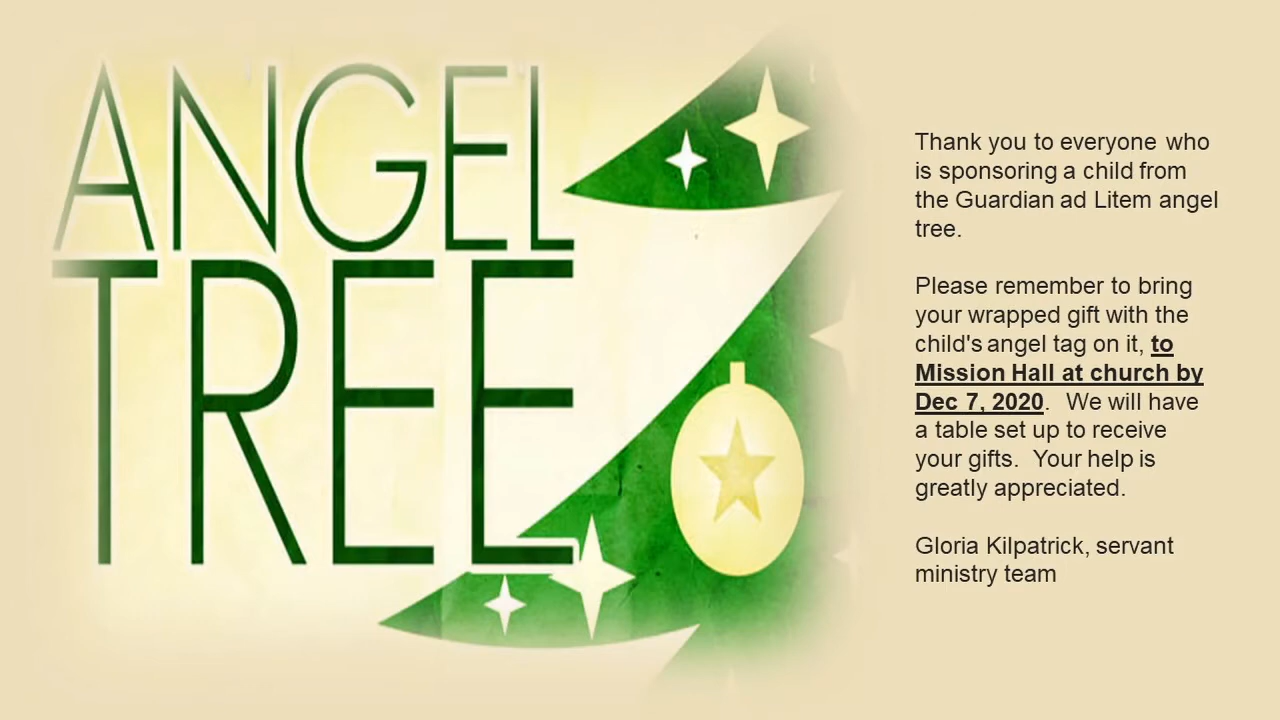 ANGEL
TREE
Thank you to everyone who
is sponsoring a child from
the Guardian ad Litem angel
tree.
Please remember to bring
your wrapped gift with the
child's angel tag on it, to
Mission Hall at church by
Dec 7, 2020.  We will have
a table set up to receive
your gifts.  Your help is
greatly appreciated.
Gloria Kilpatrick, servant
ministry team